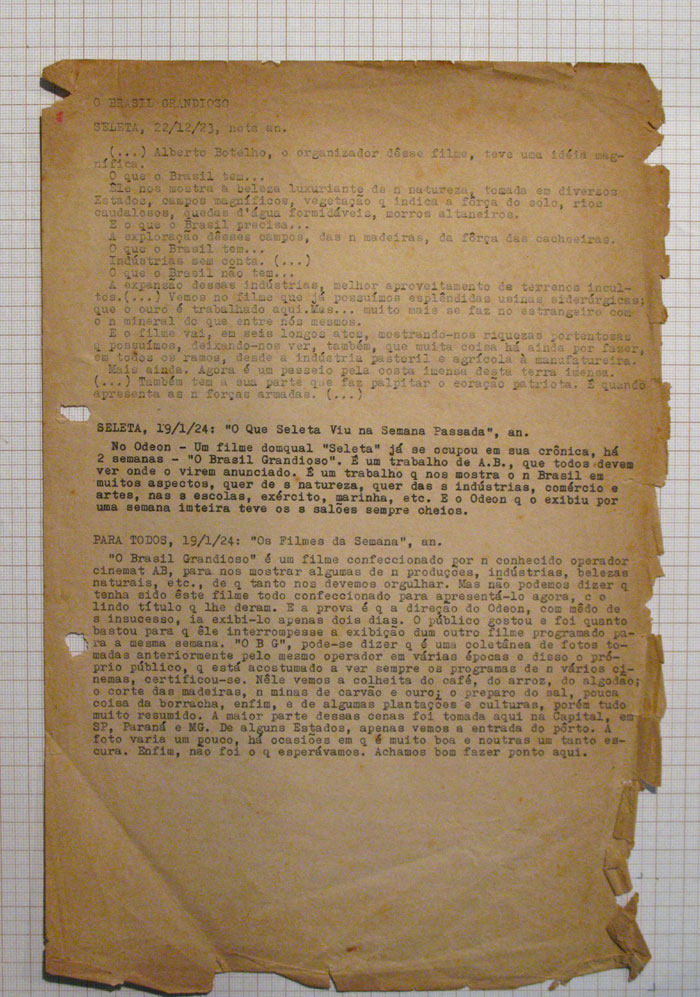 O BRASIL GRANDIOSO
SELETA, 22/12/23, nota an.
(...) Alberto Botelho, o organizador dêsse filme, teve uma idéia mag-
nífica.
O que o Brasil tem...
Ele nos mostra a beleza luxuriante de n natureza, tomada em diversos
Estados, campos magníficos, vegetação q indica a fôrça do solo, rios
caudalosos, quedas d'água formidáveis, morros altaneiros.
E o que o Brasil precisa...
A exploração dêsses campos, das n madeiras, da fôrça das cachoeiras.
O que o Brasil tem...
Indústrias sem conta. (...)
O que o Brasil não tem...
A expansão dessas indústrias, melhor aproveitamento de terrenos incul-
tos.(...) Vemos no filme que já possuímos esplêndidas usinas siderúrgicas;
que o ouro é trabalhado aqui.Mas... muito mais se faz no estrangeiro com
o n mineral do que entre nós mesmos.
E o filme vai, em seis longos atos, mostrando-nos riquezas portentosas
q possuímos, deixando-nos ver, também, que muita coima há ainda por fazer,
em todos os ramos, desde a indústria pastoril e agrícola à manufatureira.
Mais ainda. Agora é um passeio pela costa imensa desta terra imensa.
(...) Também tem a sua parte que faz palpitar o coração patriota. É quando
apresenta as n forças armadas. (...)
SELETA, 19/1/24: "O Que Seleta Viu na Semana Passada", an.
No Odeon - Um filme domqual "Seleta" já se ocupou em sua crônica, há
2 semanas - "O Brasil Grandioso". É um trabalho de A.B., que todos devem
ver onde o virem anunciado. É um trabalho q nos mostra o n Brasil em
muitos aspectos, quer de s natureza, quer das s indústrias, comércio e
artes, nas s escolas, exército, marinha, etc. E o Odeon q o exibiu por
uma semana imteira teve os s salões sempre cheios.
PARA TODOS, 19/1/24: "Os Filmes da Semana", an.
"O Brasil Grandioso" é um filme confeccionado por n conhecido operador
cinemat AB, para nos mostrar algumas de n produções, indústrias, belezas
naturais, etc., de q tanto nos devemos orgulhar. Mas não podemos dizer q
tenha sido êste filme todo confeccionado para apresentá-lo agora, c o
lindo título q lhe deram. E a prova é q a direção do Odeon, com mêdo de
s insucesso, ia exibi-lo apenas dois dias. O público gostou e foi quanto
bastou para q êle interrompesse a exibição dum outro filme programado pa-
ra a mesma semana. "O B G", pode-se dizer q é uma coletânea de fotos to-
madas anteriormente pelo mesmo operador em várias épocas e disso o pró-
prio público, q está acostumado a ver sempre os programas de n vários ci-
nemas, certificou-se. Nêle vemos a colheita do café, do arroz, do algodão;
o corte das madeiras, n minas de carvão e ouro; o preparo do sal, pouca
coisa da borracha, enfim, e de algumas plantações e culturas, porém tudo
muito resumido. A maior parte dessas cenas foi tomada aqui na Capital, em
SP, Paraná e MG. De alguns Estados, apenas vemos a entrada do pôrto. A
foto varia um pouco, há ocasiões em q é muito boa e noutras um tanto es-
cura. Enfim, não foi o q esperávamos. Achamos bom fazer ponto aqui.